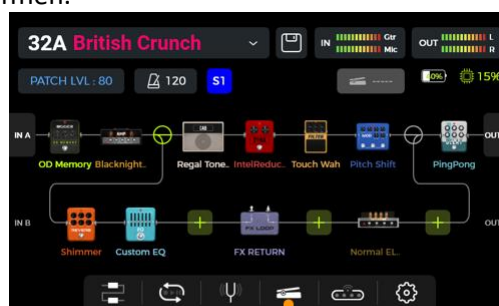 32A British Crunch
IN Gtr Mic
OUT L R
PATCH LVL : 80
120
S1
-----
15%
IN A
OD Memory Blacknight.. Regal Tone.. IntelReduc.. Touch Wah Pitch Shift PingPong
OUT
IN B
FX LOOP
Shimmer Custom EQ FX RETURN Normal EL..